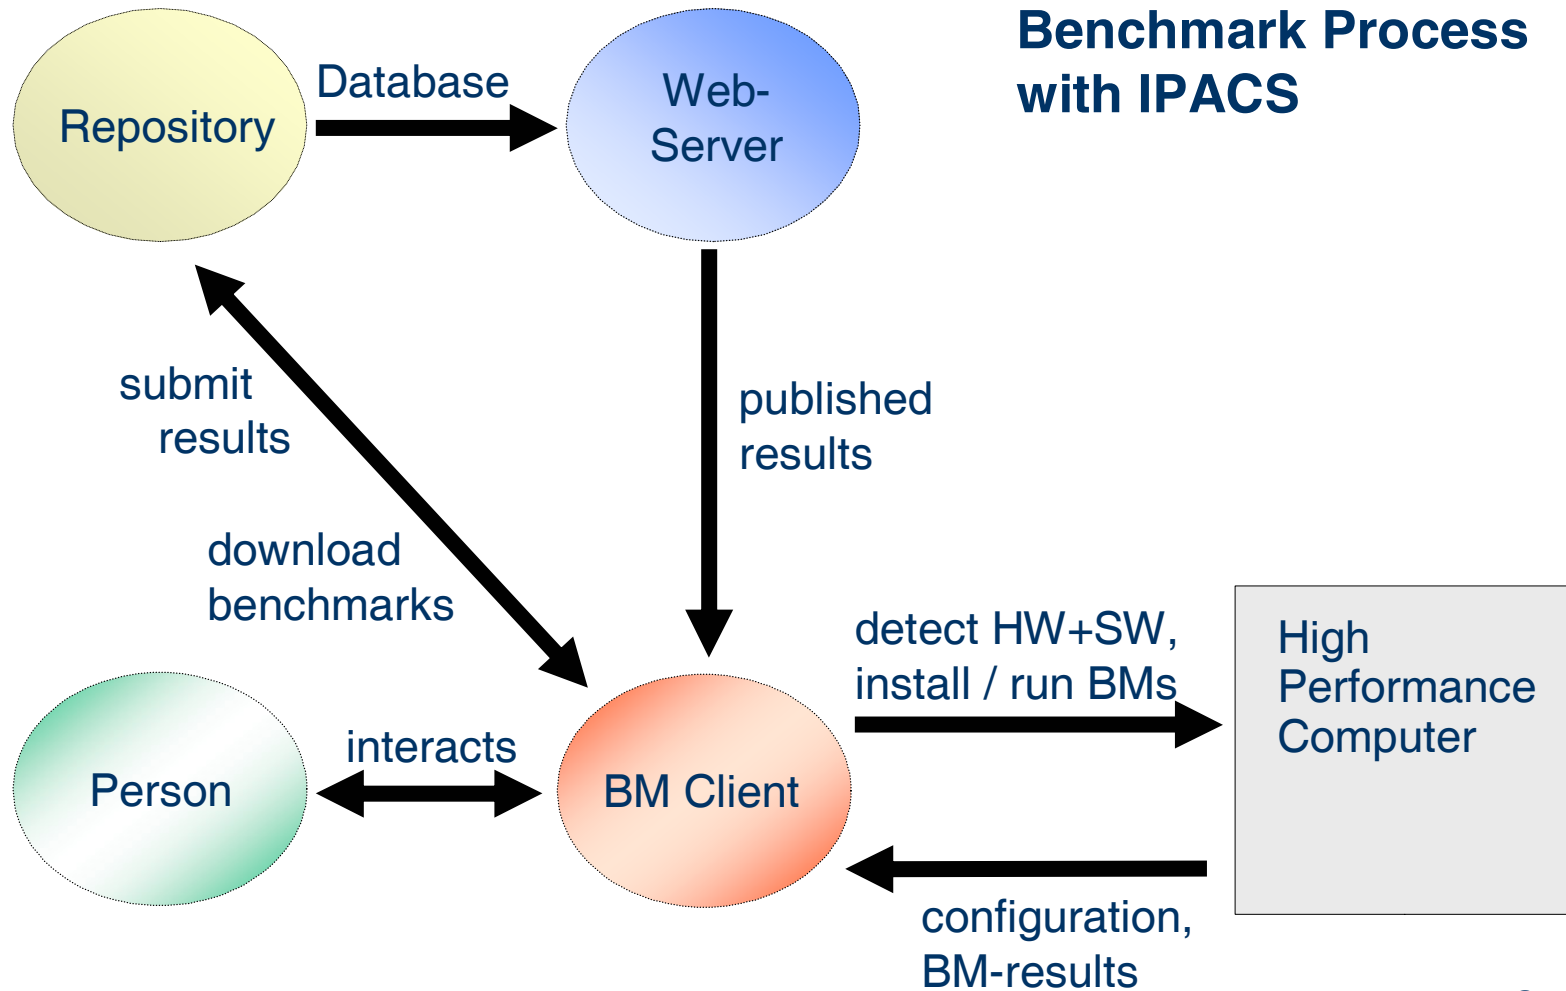 Benchmark Process
with IPACS
Repository
Database
Web-
Server
submit
results
published
results
download
benchmarks
detect HW+SW,
install / run BMs
High
Performance
Computer
Person
interacts
BM Client
configuration,
BM-results